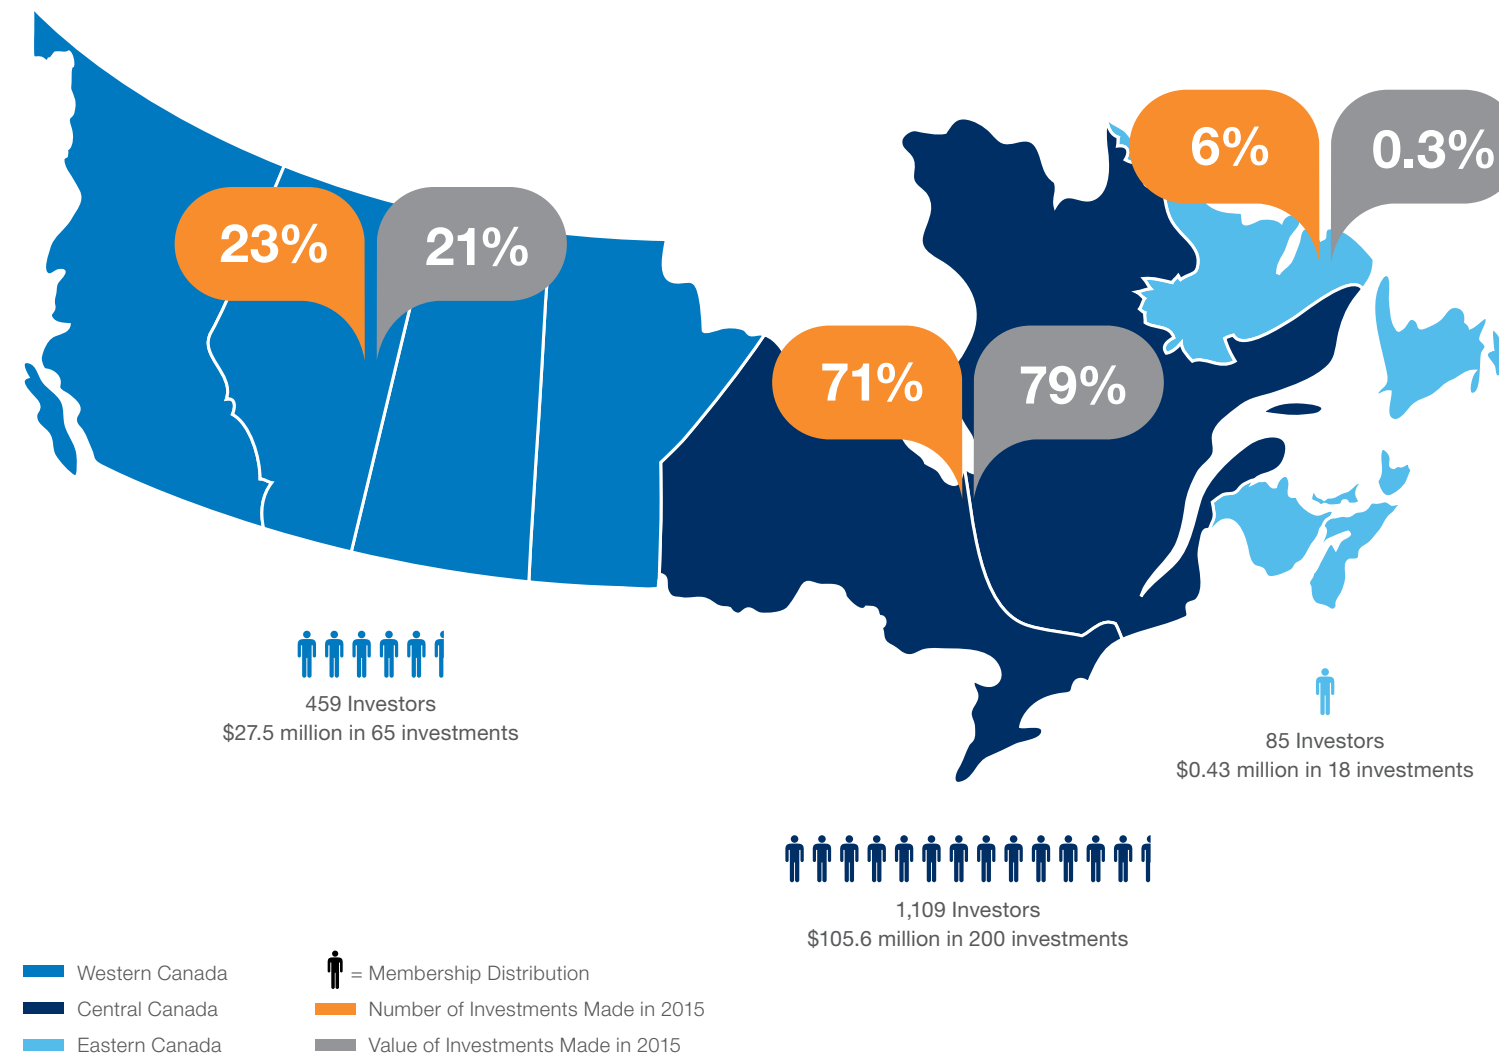 6%
0.3%
23%
21%
71%
79%
459 Investors
$27.5 million in 65 investments
85 Investors
$0.43 million in 18 investments
1,109 Investors
$105.6 million in 200 investments
Western Canada
Central Canada
Eastern Canada
= Membership Distribution
Number of Investments Made in 2015
Value of Investments Made in 2015